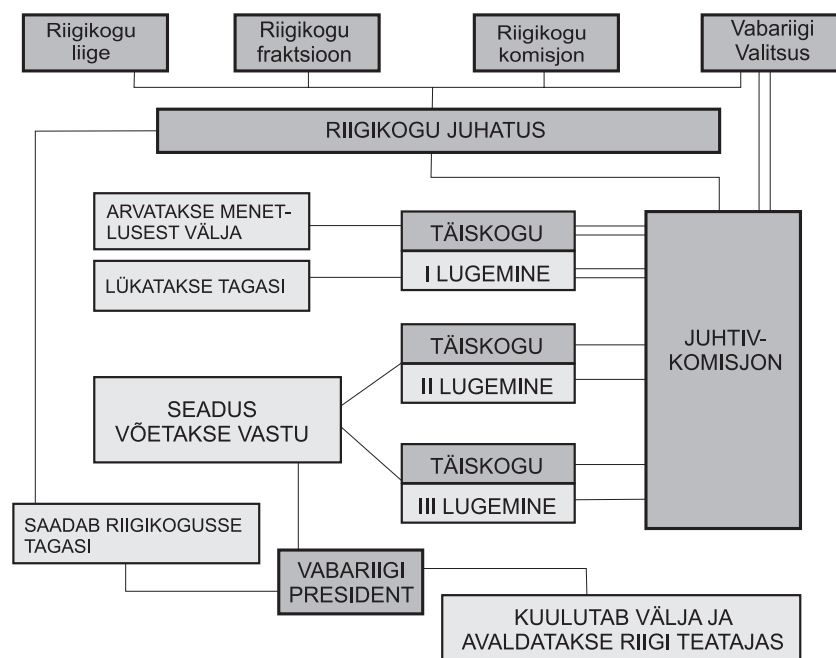 Riigikogu
liige
Riigikogu
fraktsioon
Riigikogu
komisjon
Vabariigi
Valitsus
RIIGIKOGU JUHATUS
ARVATAKSE MENET-
LUSEST VÄLJA
TÄISKOGU
I LUGEMINE
LÜKATAKSE TAGASI
JUHTIV-
KOMISJON
TÄISKOGU
II LUGEMINE
SEADUS
VÕETAKSE VASTU
TÄISKOGU
III LUGEMINE
SAADAB RIIGIKOGUSSE
TAGASI
VABARIIGI
PRESIDENT
KUULUTAB VÄLJA JA
AVALDATAKSE RIIGI TEATAJAS